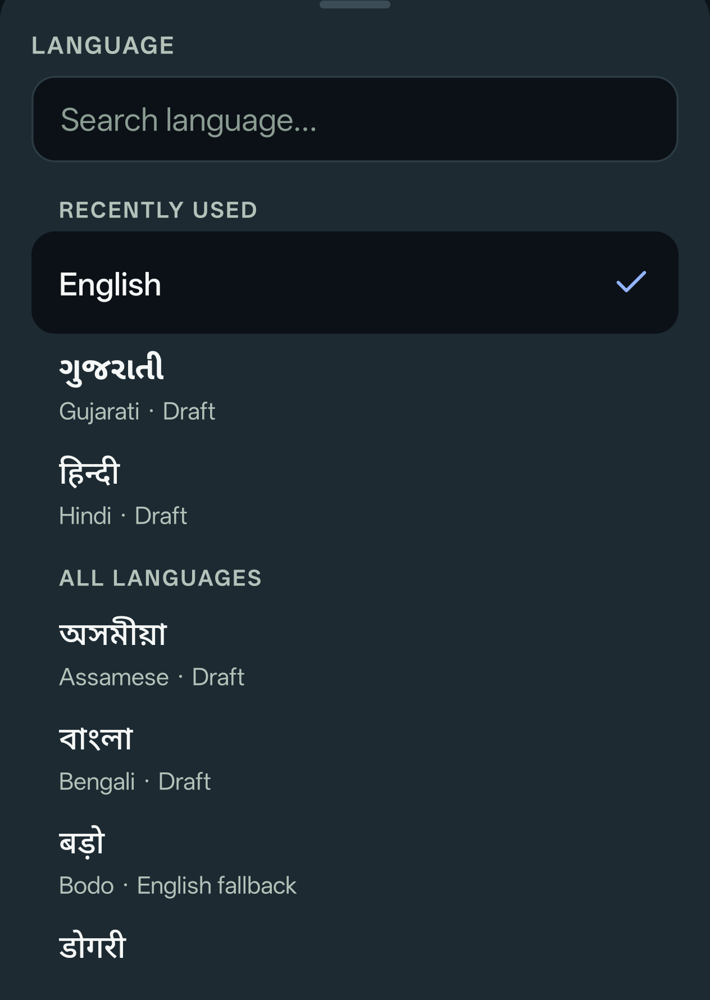 LANGUAGE
Search language...
RECENTLY USED
English
ગુજરાતી
Gujarati · Draft
हिन्दी
Hindi · Draft
ALL LANGUAGES
অসমীয়া
Assamese · Draft
বাংলা
Bengali · Draft
बड़ो
Bodo · English fallback
डोगरी